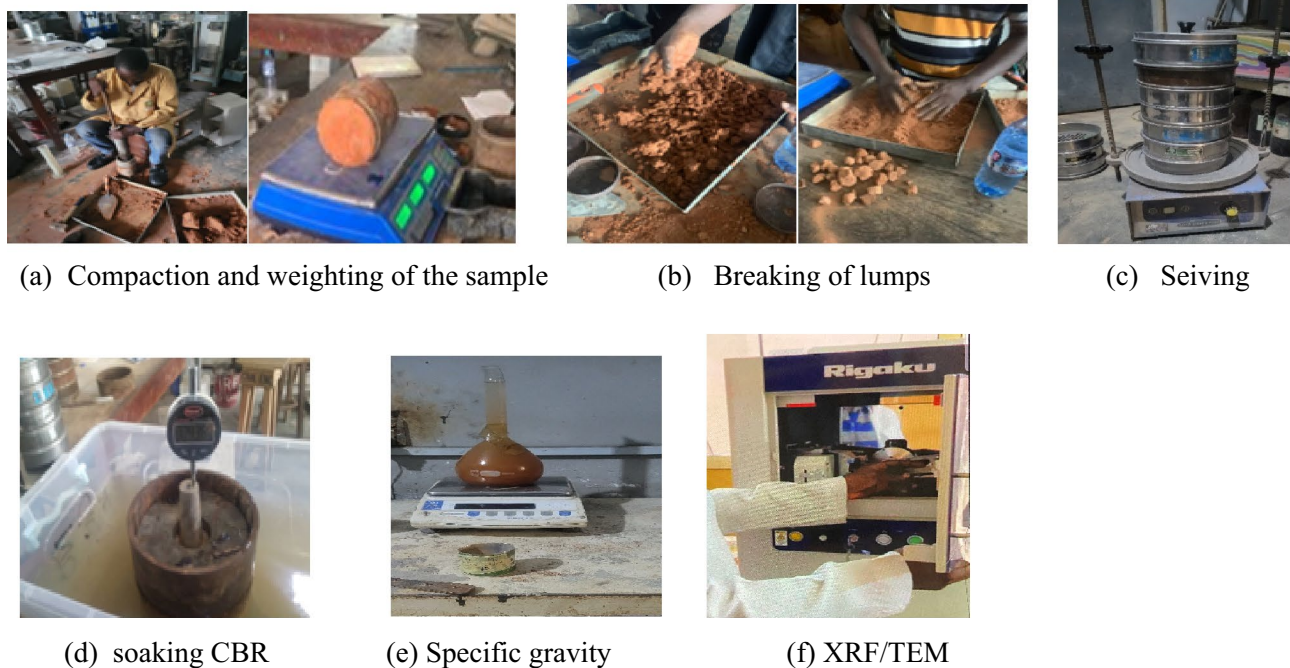 (a) Compaction and weighting of the sample
(b) Breaking of lumps
(c) Seiving
Rigaku
(d) soaking CBR
(e) Specific gravity
(f) XRF/TEM